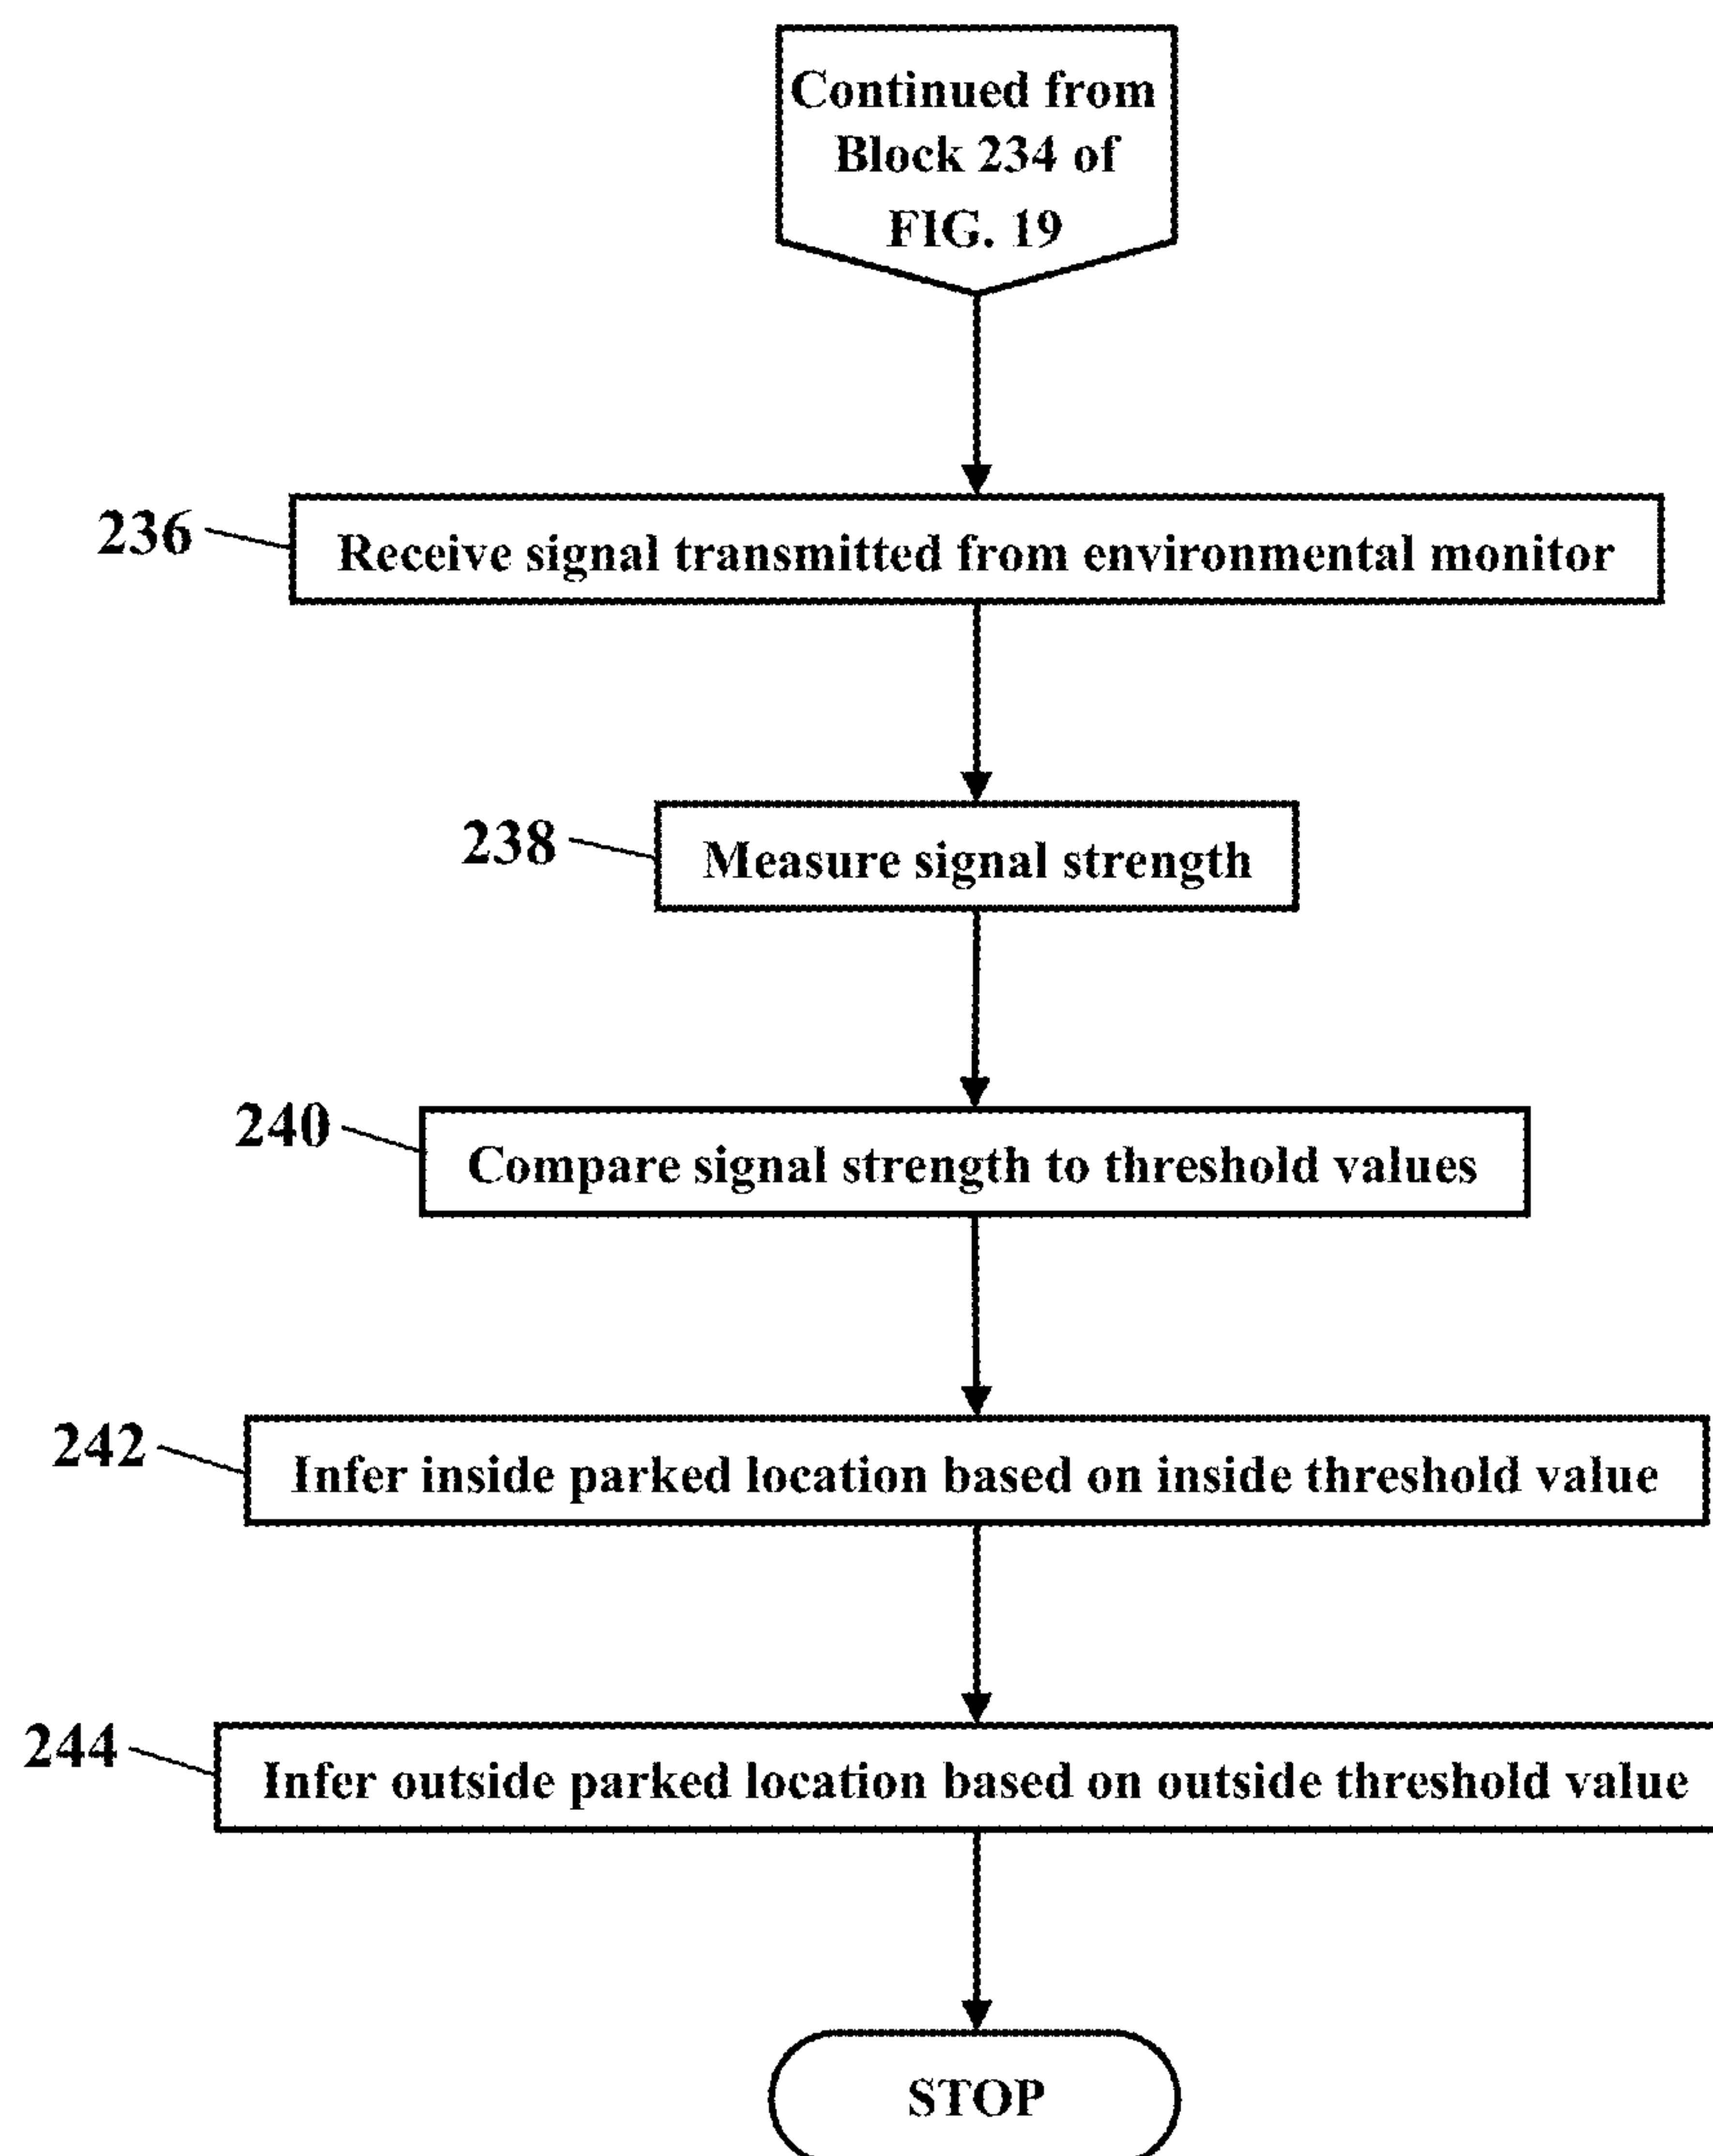 Continued from
Block 234 of
FIG. 19
236
Receive signal transmitted from environmental monitor
238
Measure signal strength
240
Compare signal strength to threshold values
242
Infer inside parked location based on inside threshold value
244
Infer outside parked location based on outside threshold value
STOP